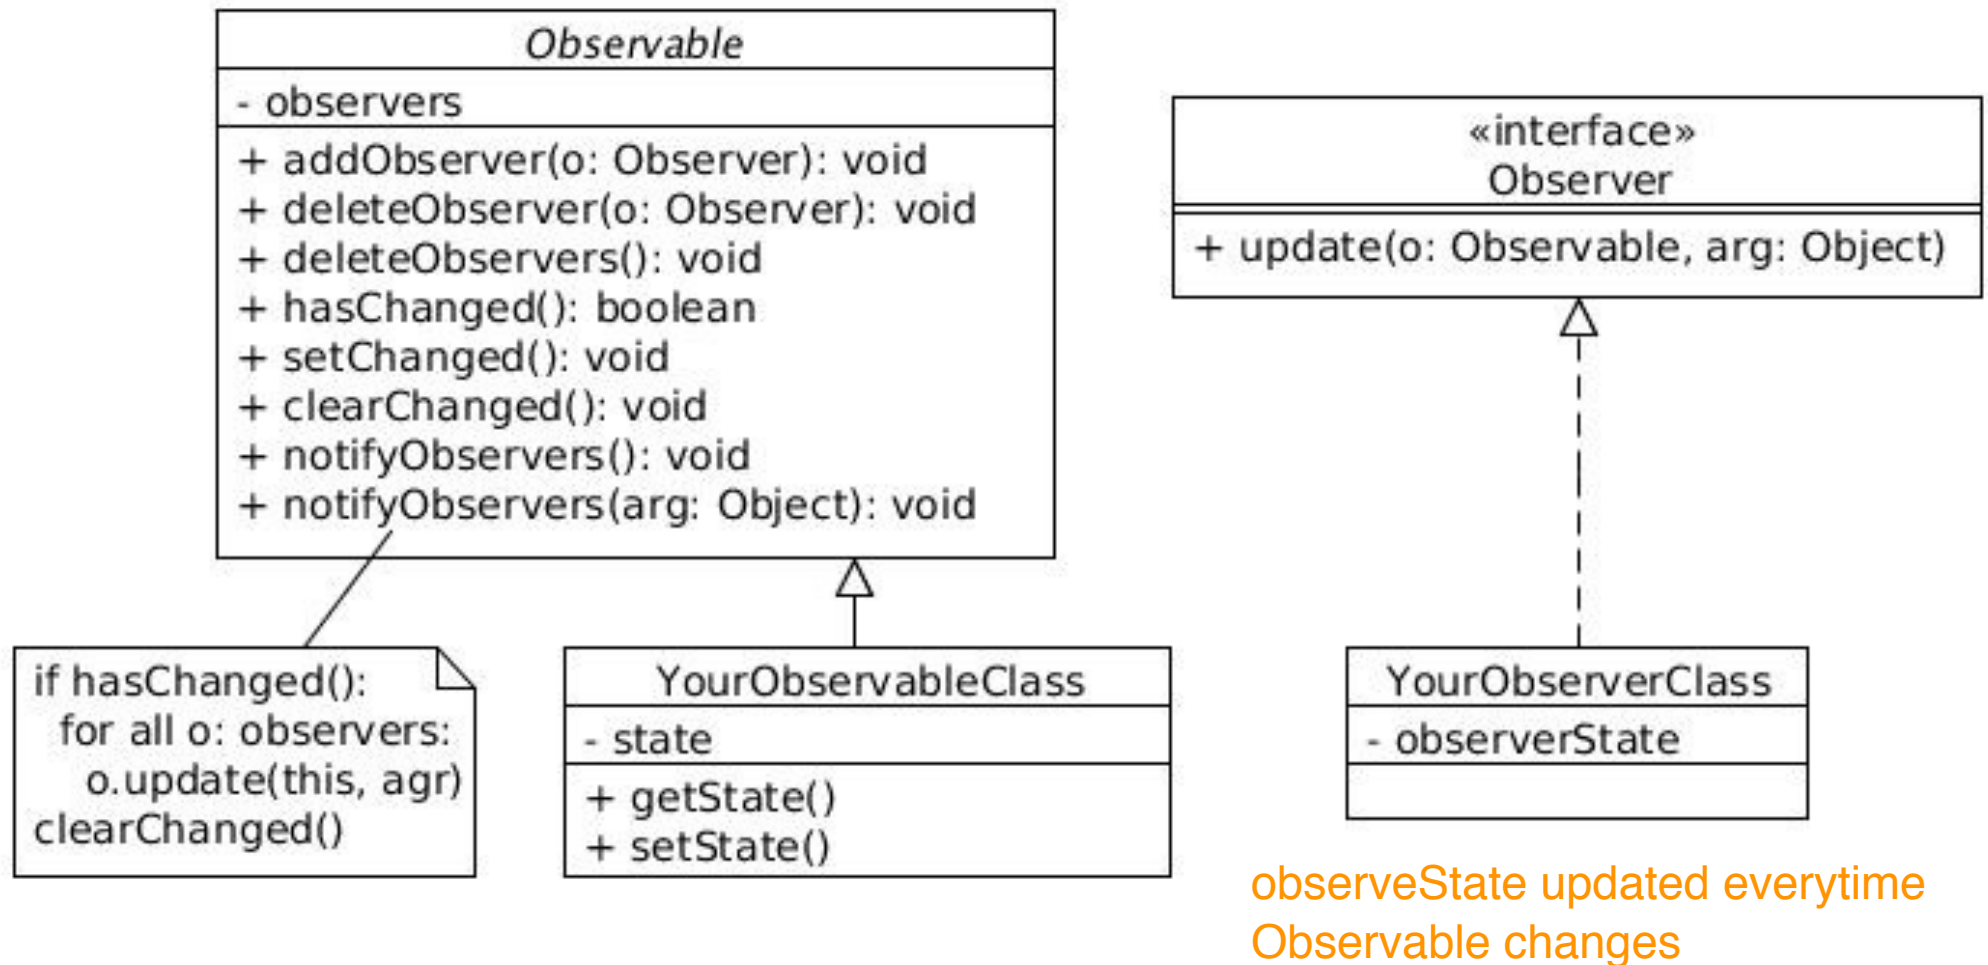 Observable
- observers
+ addObserver(o: Observer): void
+ deleteObserver(o: Observer): void
+ deleteObservers(): void
+ hasChanged(): boolean
+ setChanged(): void
+ clearChanged(): void
+ notifyObservers(): void
+ notifyObservers(arg: Object): void
«interface»
Observer
+ update(o: Observable, arg: Object)
if hasChanged():
for all o: observers:
o.update(this, agr)
clearChanged()
YourObservableClass
- state
+ getState()
+ setState()
YourObserverClass
- observerState
observeState updated everytime
Observable changes